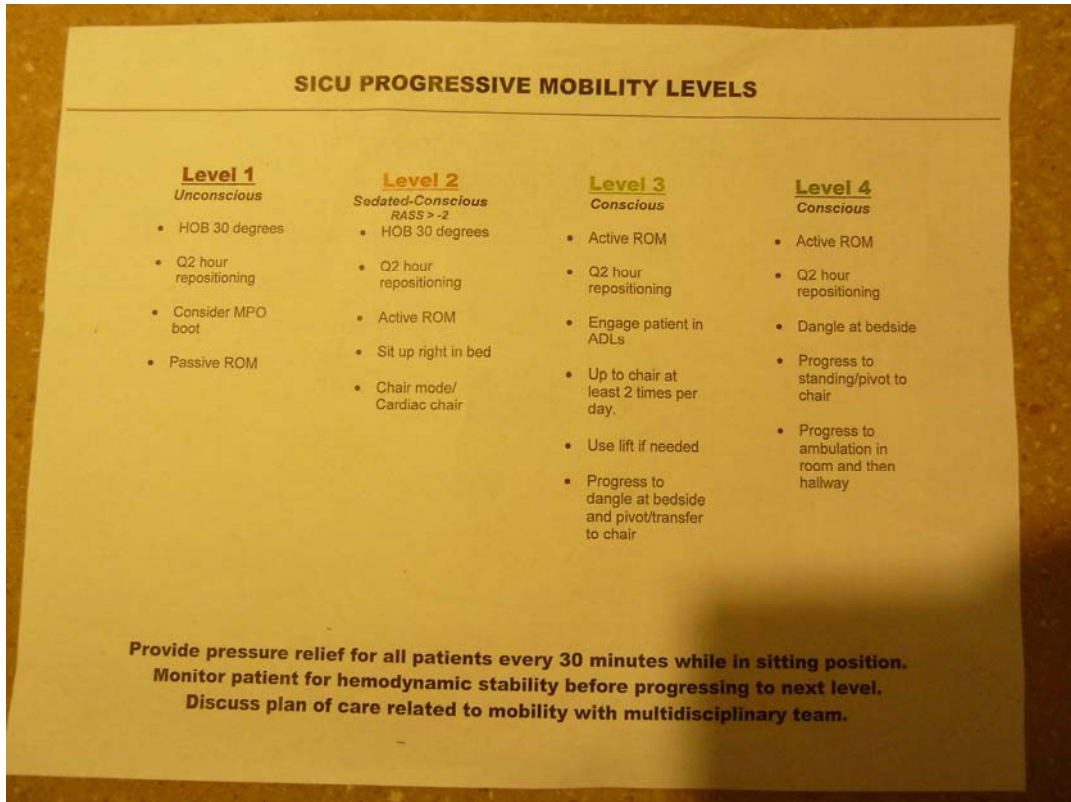 SICU PROGRESSIVE MOBILITY LEVELS
Level 1
Unconscious
• HOB 30 degrees
• Q2 hour
repositioning
• Consider MPO
boot
• Passive ROM
Level 2
Sedated-Conscious
RASS > -2
• HOB 30 degrees
• Q2 hour
repositioning
• Active ROM
• Sit up right in bed
• Chair mode/
Cardiac chair
Level 3
Conscious
• Active ROM
• Q2 hour
repositioning
• Engage patient in
ADLs
• Up to chair at
least 2 times per
day.
• Use lift if needed
• Progress to
dangle at bedside
and pivot/transfer
to chair
Level 4
Conscious
• Active ROM
• Q2 hour
repositioning
• Dangle at bedside
• Progress to
standing/pivot to
chair
• Progress to
ambulation in
room and then
hallway
Provide pressure relief for all patients every 30 minutes while in sitting position.
Monitor patient for hemodynamic stability before progressing to next level.
Discuss plan of care related to mobility with multidisciplinary team.